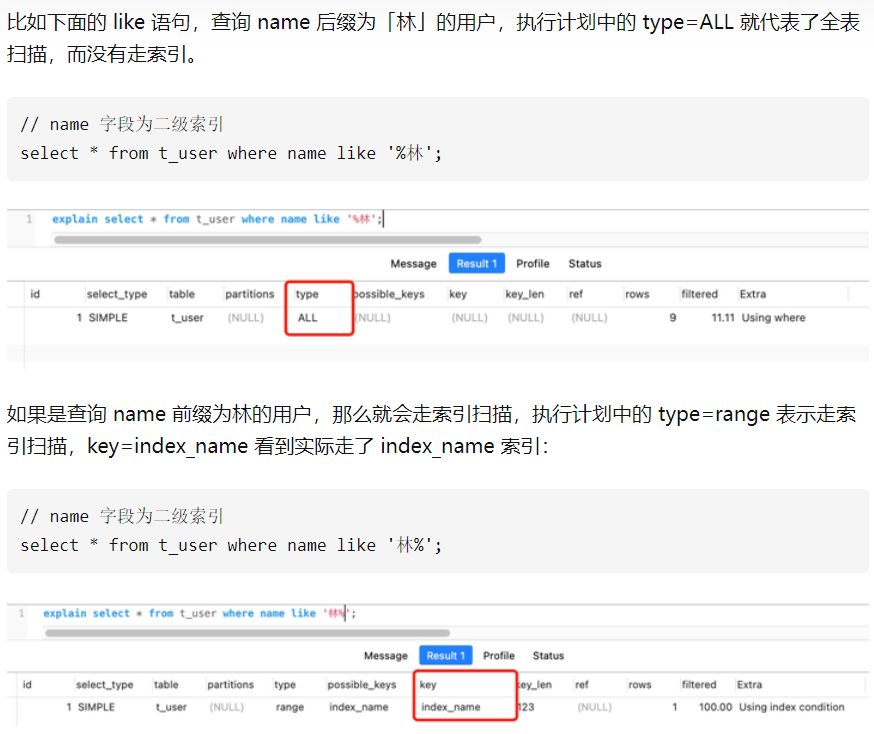 比如下面的 like 语句，查询 name 后缀为「林」的用户，执行计划中的 type=ALL 就代表了全表
扫描，而没有走索引。
// name 字段为二级索引
select * from t_user where name like '%林';
1 explain select * from t_user where name like '%林';
Message Result 1 Profile Status
id select_type table partitions type possible_keys key key_len ref rows filtered Extra
1 SIMPLE t_user (NULL) ALL (NULL) (NULL) (NULL) (NULL) 9 11.11 Using where
如果是查询 name 前缀为林的用户，那么就会走索引扫描，执行计划中的 type=range 表示走索
引扫描，key=index_name 看到实际走了 index_name 索引：
// name 字段为二级索引
select * from t_user where name like '林%';
1 explain select * from t_user where name like '林%';
Message Result 1 Profile Status
id select_type table partitions type possible_keys key key_len ref rows filtered Extra
1 SIMPLE t_user (NULL) range index_name index_name 123 (NULL) 1 100.00 Using index condition